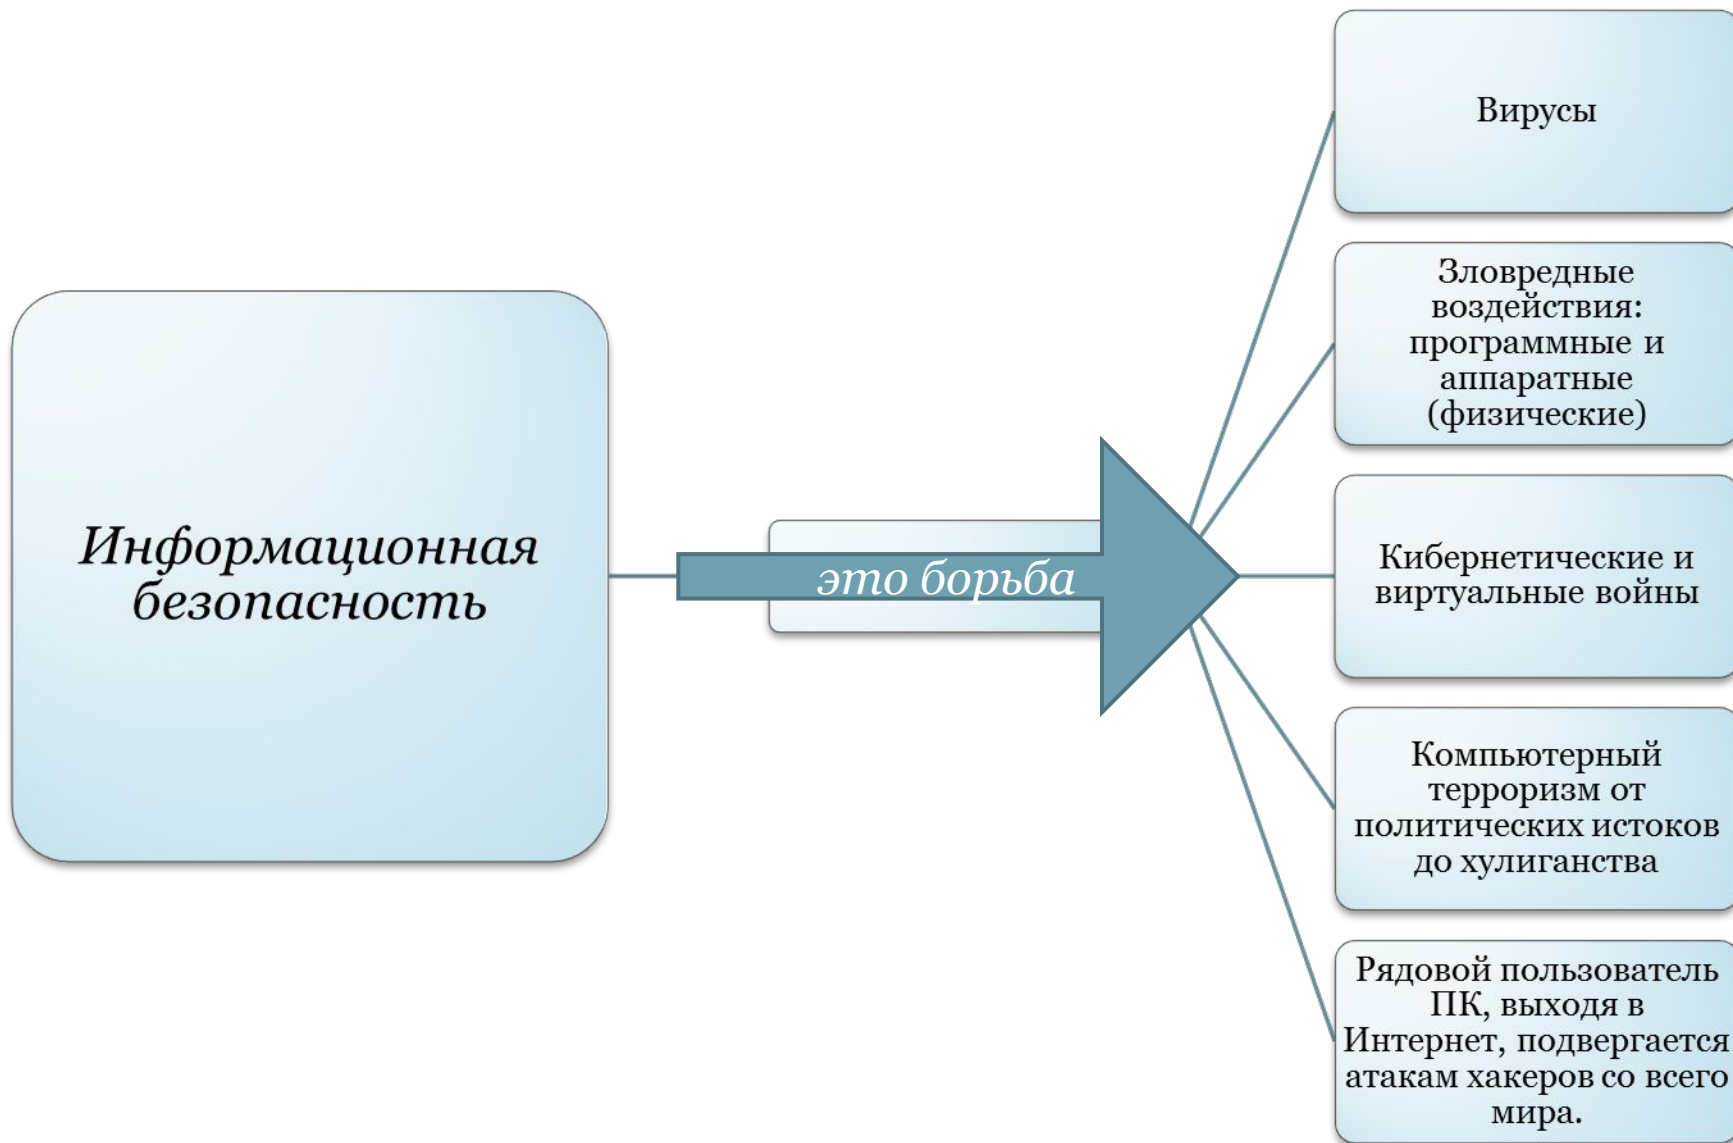 Информационная
безопасность
это борьба
Вирусы
Зловредные
воздействия:
программные и
аппаратные
(физические)
Кибернетические и
виртуальные войны
Компьютерный
терроризм от
политических истоков
до хулиганства
Рядовой пользователь
ПК, выходя в
Интернет, подвергается
атакам хакеров со всего
мира.